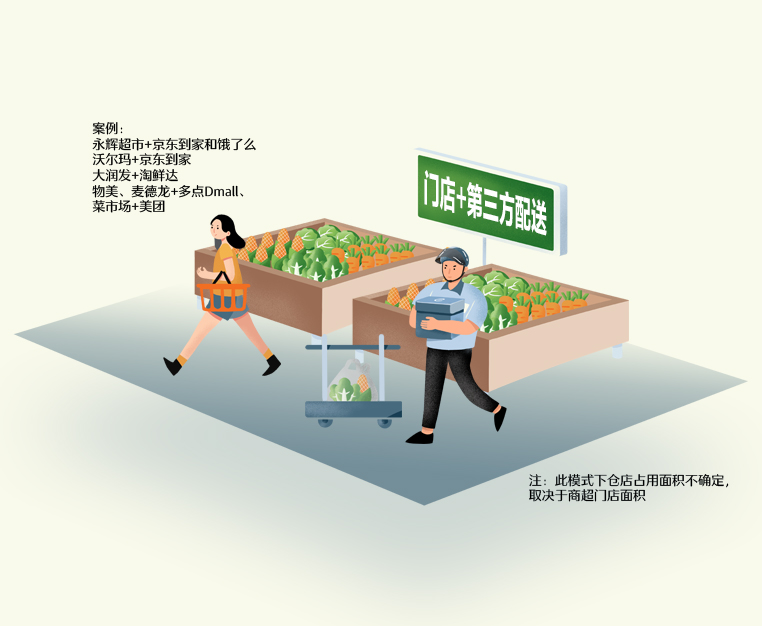 案例：
永辉超市+京东到家和饿了么
沃尔玛+京东到家
大润发+淘鲜达
物美、麦德龙+多点Dmall、
菜市场+美团
门店+第三方配送
注：此模式下仓店占用面积不确定，
取决于商超门店面积